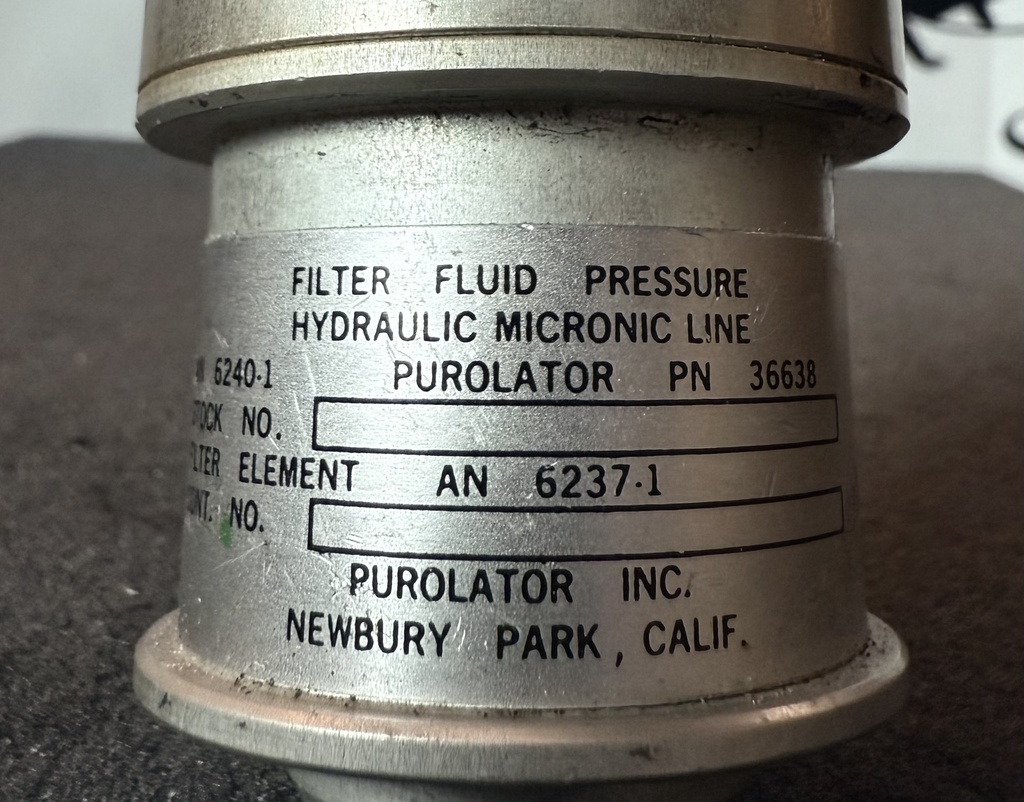 FILTER FLUID PRESSURE
HYDRAULIC MICRONIC LINE
6240-1 PUROLATOR PN 36638
NO.
ELEMENT AN 6237-1
NO.
PUROLATOR INC.
NEWBURY PARK, CALIF.